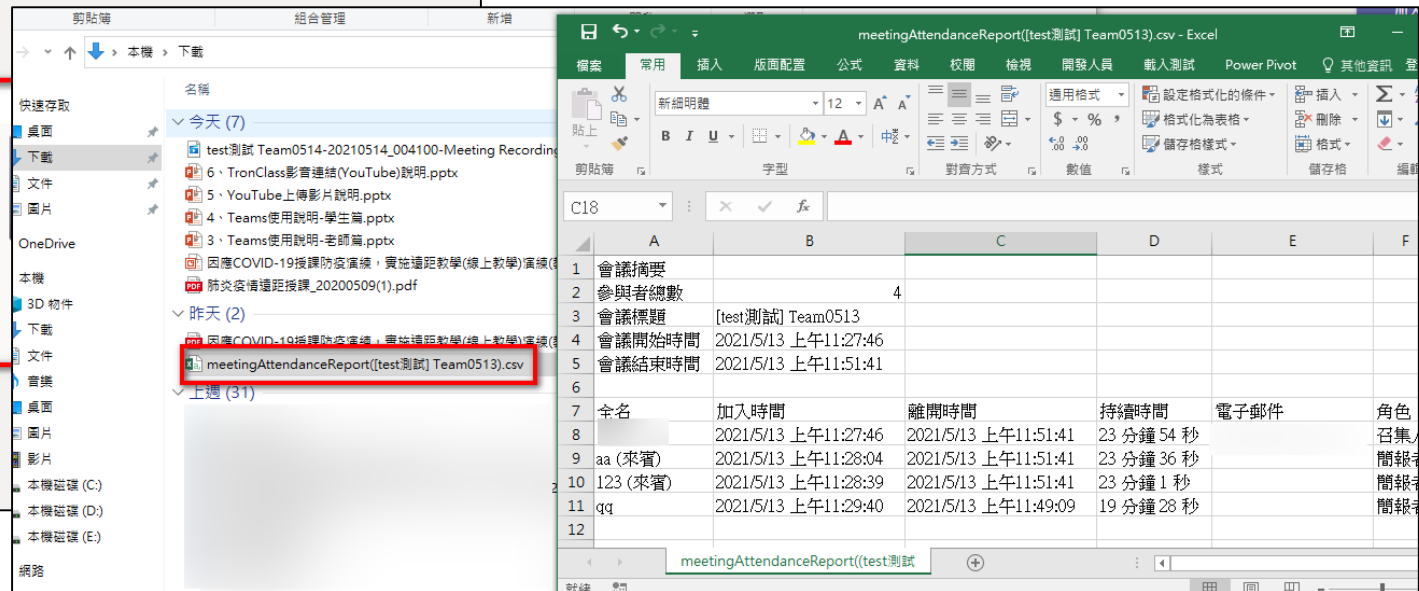 剪貼簿 組合管理 新增
本機 › 下載
快速存取
桌面
下載
文件
圖片
OneDrive
本機
3D 物件
下載
文件
音樂
桌面
圖片
影片
本機磁碟 (C:)
本機磁碟 (D:)
本機磁碟 (E:)
網路
名稱
今天 (7)
test測試 Team0514-20210514_004100-Meeting Recording
6、TronClass影音連結(YouTube)說明.pptx
5、YouTube上傳影片說明.pptx
4、Teams使用說明-學生篇.pptx
3、Teams使用說明-老師篇.pptx
因應COVID-19授課防疫演練，實施遠距教學(線上教學)演練(
肺炎疫情遠距授課_20200509(1).pdf
昨天 (2)
因應COVID-19授課防疫演練，實施遠距教學(線上教學)演練(
meetingAttendanceReport([test測試] Team0513).csv
上週 (31)
meetingAttendanceReport([test測試] Team0513).csv - Excel
檔案 常用 插入 版面配置 公式 資料 校閱 檢視 開發人員 載入測試 Power Pivot 其他資訊 登
貼上 新細明體 12 A A 通用格式 設定格式化的條件 插入 Σ
B I U A 中 $ % , 格式化為表格 刪除
.00 儲存格樣式 格式
剪貼簿 字型 對齊方式 數值 樣式 儲存格 編輯
C18 fx
A B C D E F
1 會議摘要
2 參與者總數 4
3 會議標題 [test測試] Team0513
4 會議開始時間 2021/5/13 上午11:27:46
5 會議結束時間 2021/5/13 上午11:51:41
6
7 全名 加入時間 離開時間 持續時間 電子郵件 角色
8 2021/5/13 上午11:27:46 2021/5/13 上午11:51:41 23 分鐘 54 秒 召集人
9 aa (來賓) 2021/5/13 上午11:28:04 2021/5/13 上午11:51:41 23 分鐘 36 秒 簡報者
10 123 (來賓) 2021/5/13 上午11:28:39 2021/5/13 上午11:51:41 23 分鐘 1 秒 簡報者
11 qq 2021/5/13 上午11:29:40 2021/5/13 上午11:49:09 19 分鐘 28 秒 簡報者
12
meetingAttendanceReport((test測試
就緒